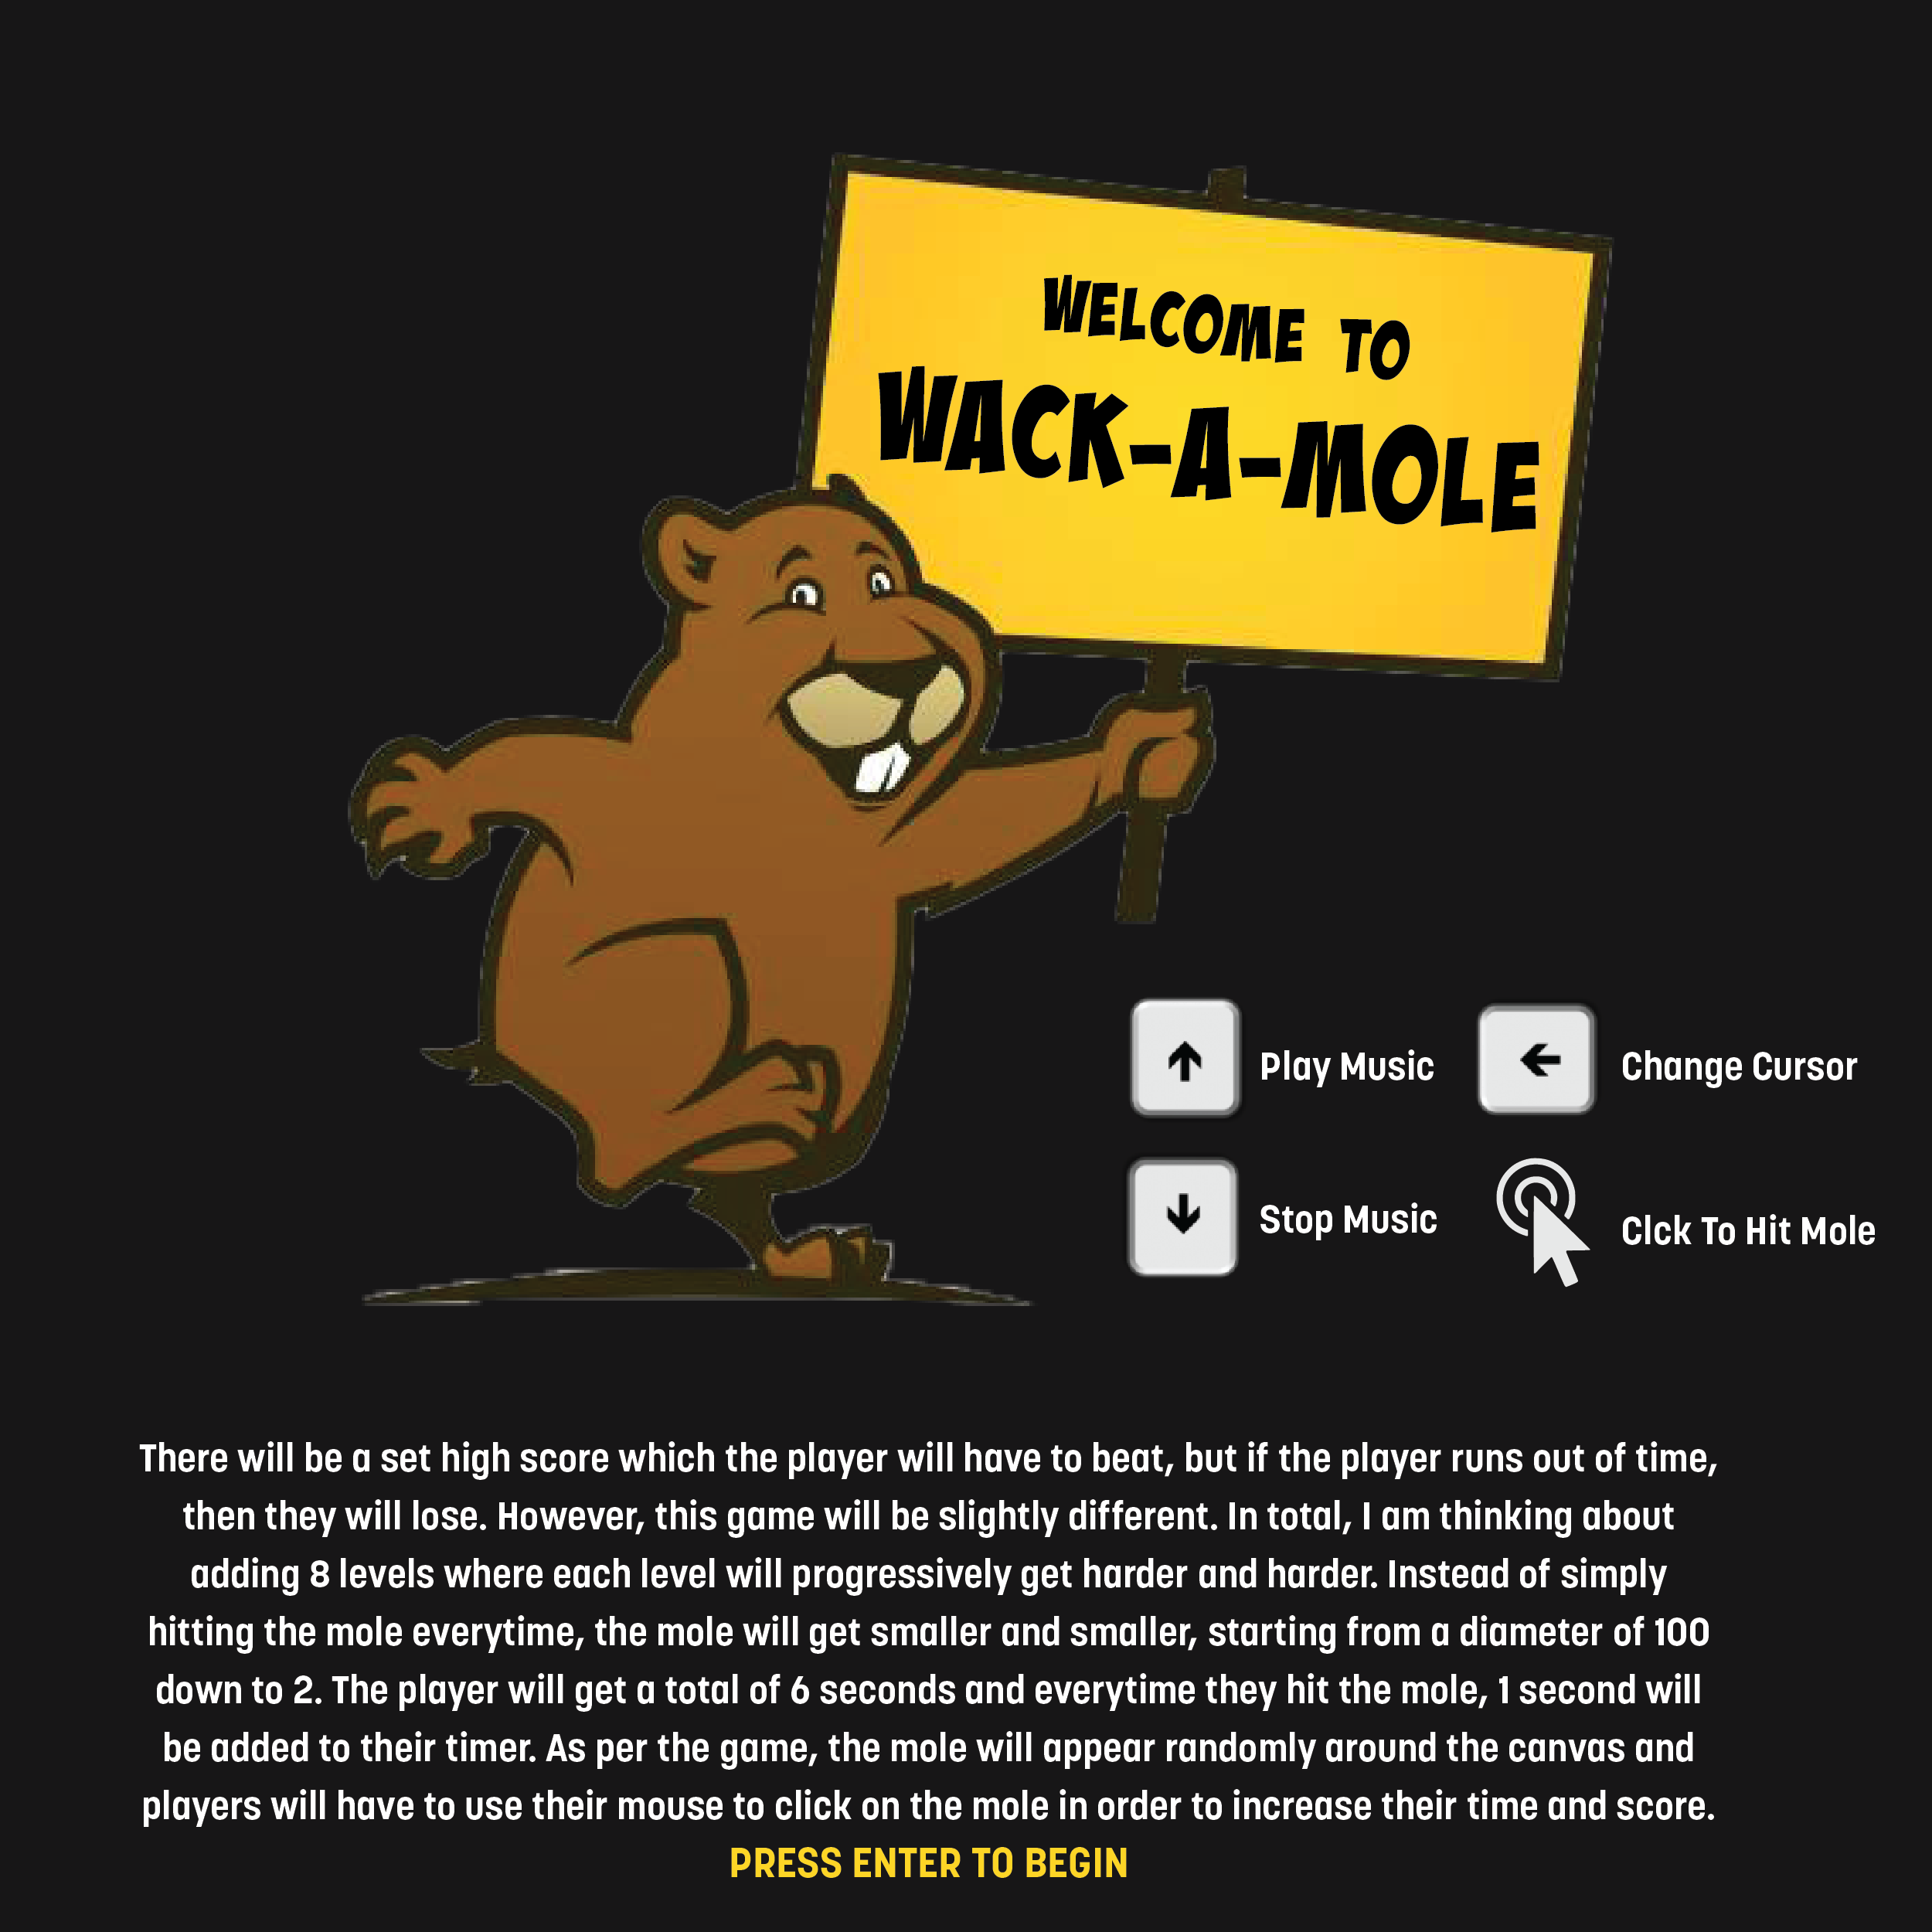 WELCOME TO
WACK-A-MOLE
Play Music
Change Cursor
Stop Music
Clck To Hit Mole
There will be a set high score which the player will have to beat, but if the player runs out of time,
then they will lose. However, this game will be slightly different. In total, I am thinking about
adding 8 levels where each level will progressively get harder and harder. Instead of simply
hitting the mole everytime, the mole will get smaller and smaller, starting from a diameter of 100
down to 2. The player will get a total of 6 seconds and everytime they hit the mole, 1 second will
be added to their timer. As per the game, the mole will appear randomly around the canvas and
players will have to use their mouse to click on the mole in order to increase their time and score.
PRESS ENTER TO BEGIN